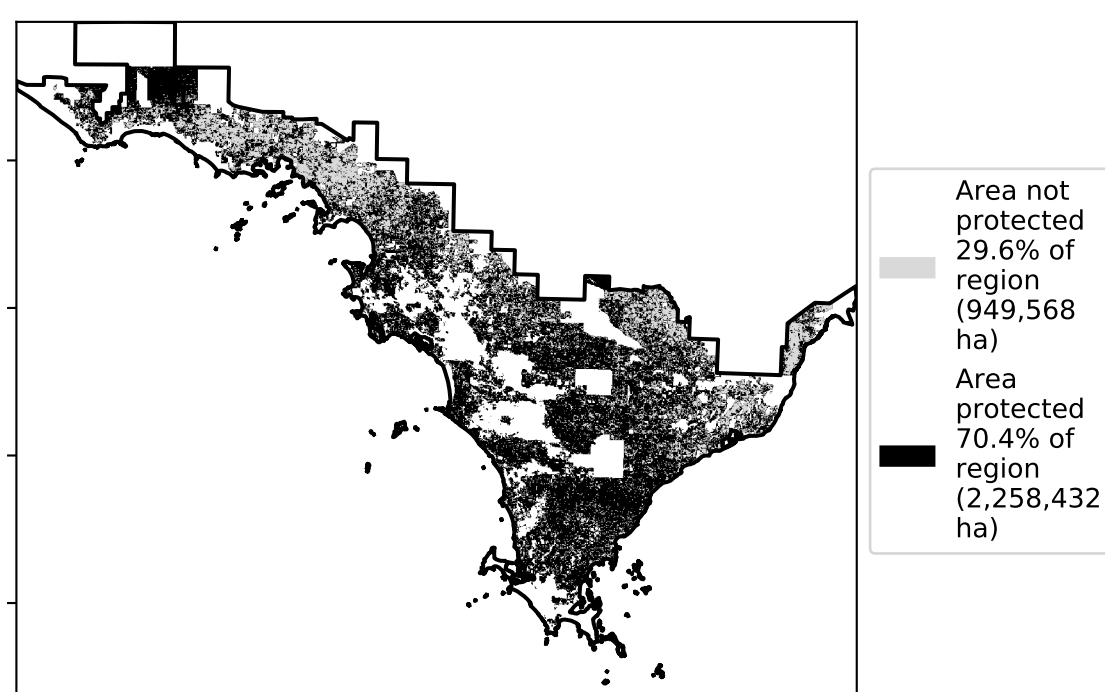 Area not
protected
29.6% of
region
(949,568
ha)
Area
protected
70.4% of
region
(2,258,432
ha)